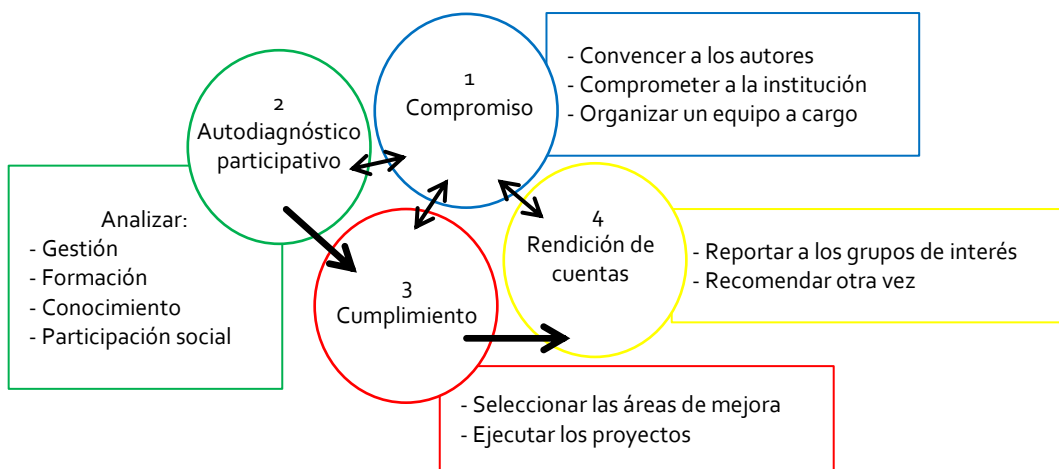 1
Compromiso
- Convencer a los autores
- Comprometer a la institución
- Organizar un equipo a cargo
2
Autodiagnóstico
participativo
Analizar:
- Gestión
- Formación
- Conocimiento
- Participación social
3
Cumplimiento
- Seleccionar las áreas de mejora
- Ejecutar los proyectos
4
Rendición de
cuentas
- Reportar a los grupos de interés
- Recomendar otra vez